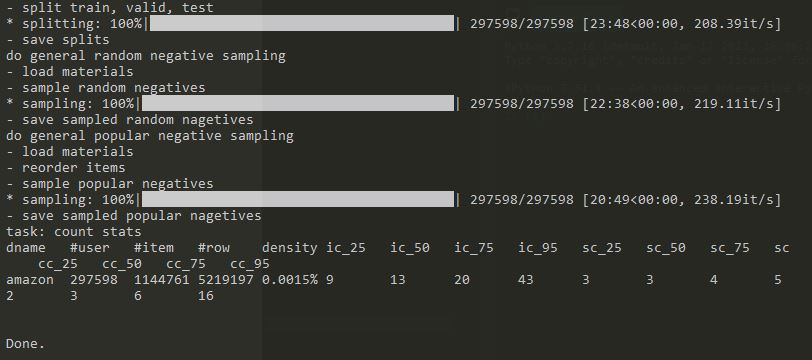 - split train, valid, test
* splitting: 100%| | 297598/297598 [23:48<00:00, 208.39it/s]
- save splits
do general random negative sampling
- load materials
- sample random negatives
* sampling: 100%| | 297598/297598 [22:38<00:00, 219.11it/s]
- save sampled random nagetives
do general popular negative sampling
- load materials
- reorder items
- sample popular negatives
* sampling: 100%| | 297598/297598 [20:49<00:00, 238.19it/s]
- save sampled popular nagetives
task: count stats
dname #user #item #row density ic_25 ic_50 ic_75 ic_95 sc_25 sc_50 sc_75 sc
cc_25 cc_50 cc_75 cc_95
amazon 297598 1144761 5219197 0.0015% 9 13 20 43 3 3 4 5
2 3 6 16
Done.